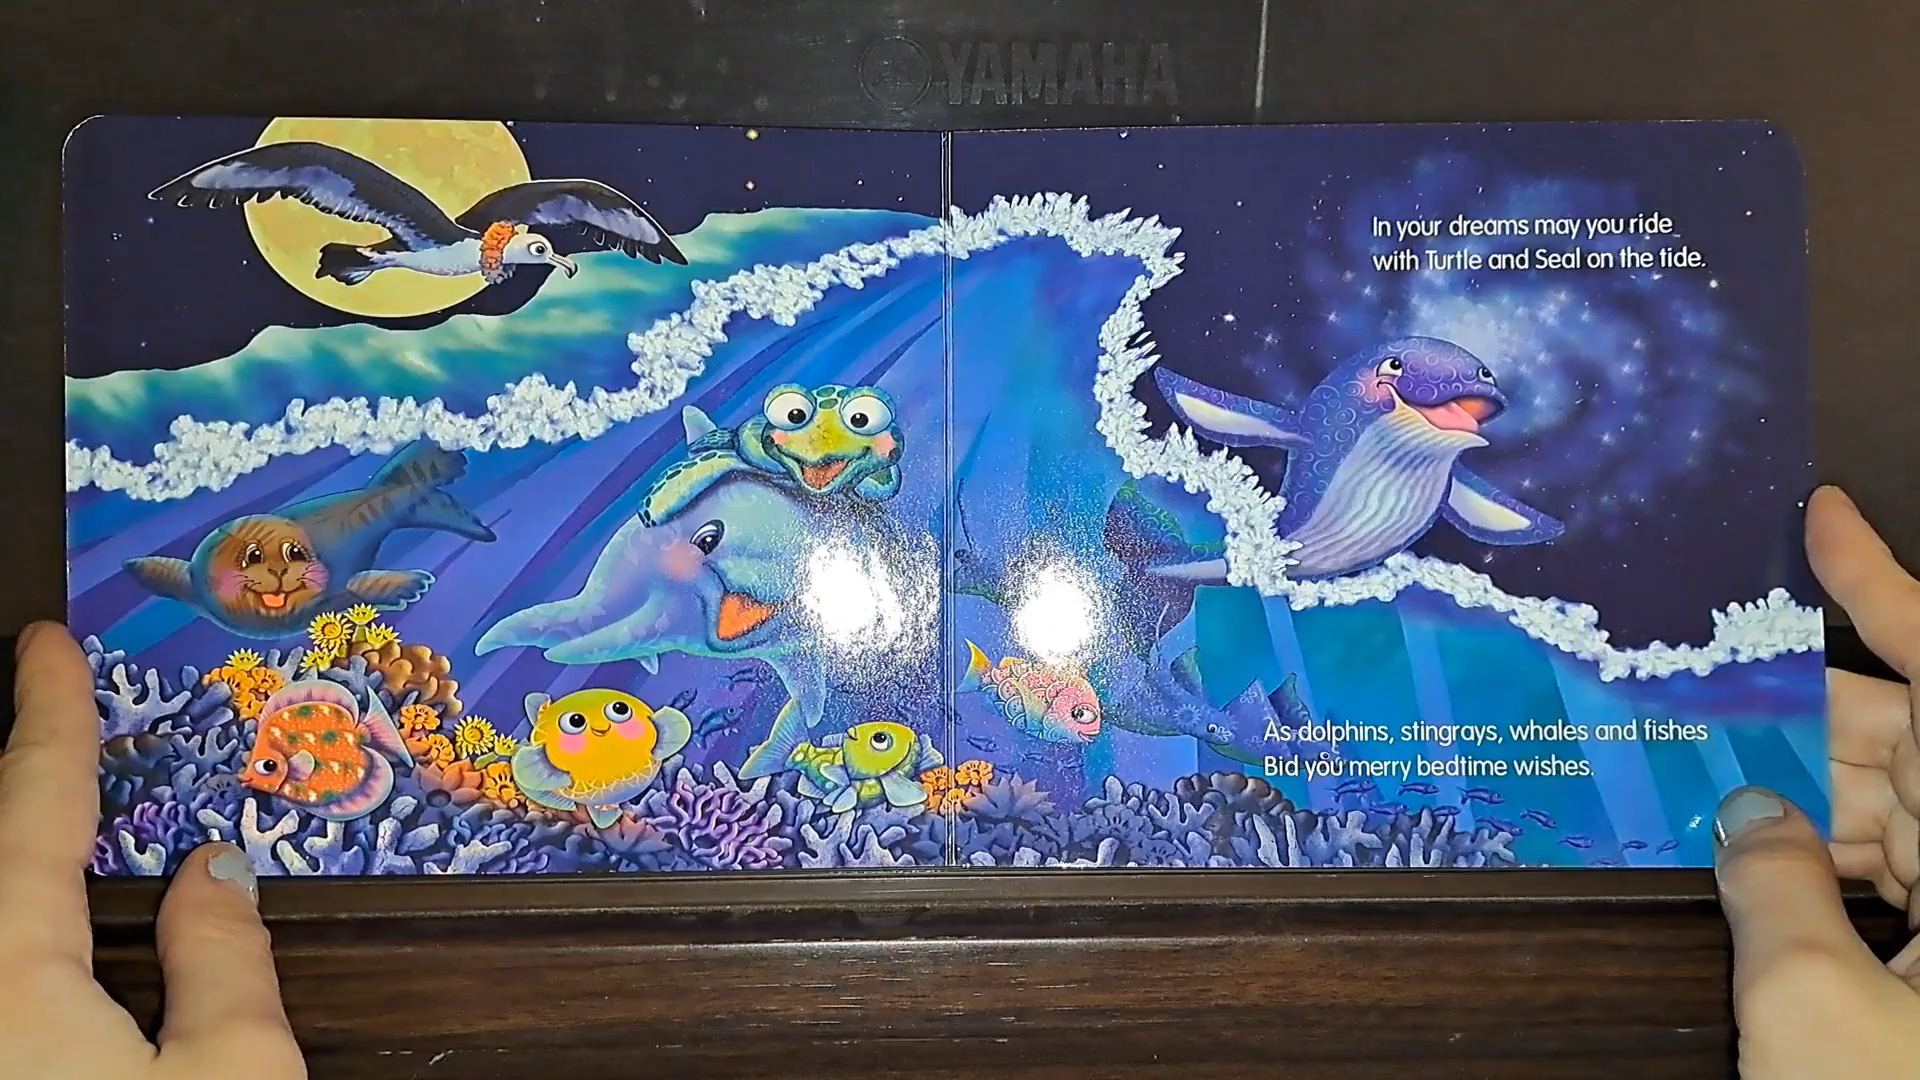 YAMAHA
In your dreams may you ride
with Turtle and Seal on the tide.
As dolphins, stingrays, whales and fishes
Bid you merry bedtime wishes.